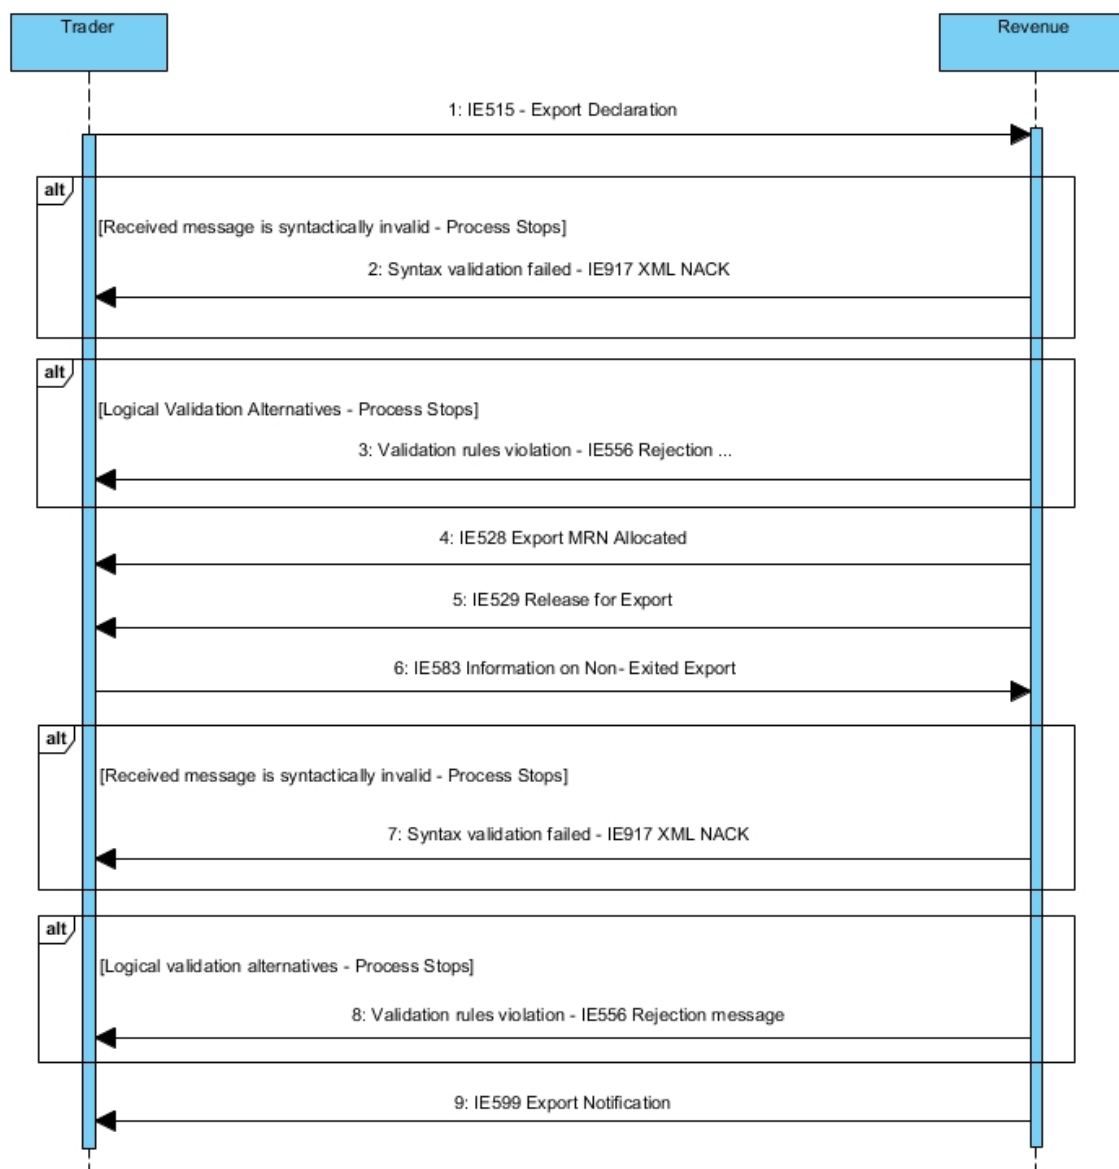 Trader
Revenue
1: IE515 - Export Declaration
alt
[Received message is syntactically invalid - Process Stops]
2: Syntax validation failed - IE917 XML NACK
alt
[Logical Validation Alternatives - Process Stops]
3: Validation rules violation - IE556 Rejection ...
4: IE528 Export MRN Allocated
5: IE529 Release for Export
6: IE583 Information on Non- Exited Export
alt
[Received message is syntactically invalid - Process Stops]
7: Syntax validation failed - IE917 XML NACK
alt
[Logical validation alternatives - Process Stops]
8: Validation rules violation - IE556 Rejection message
9: IE599 Export Notification